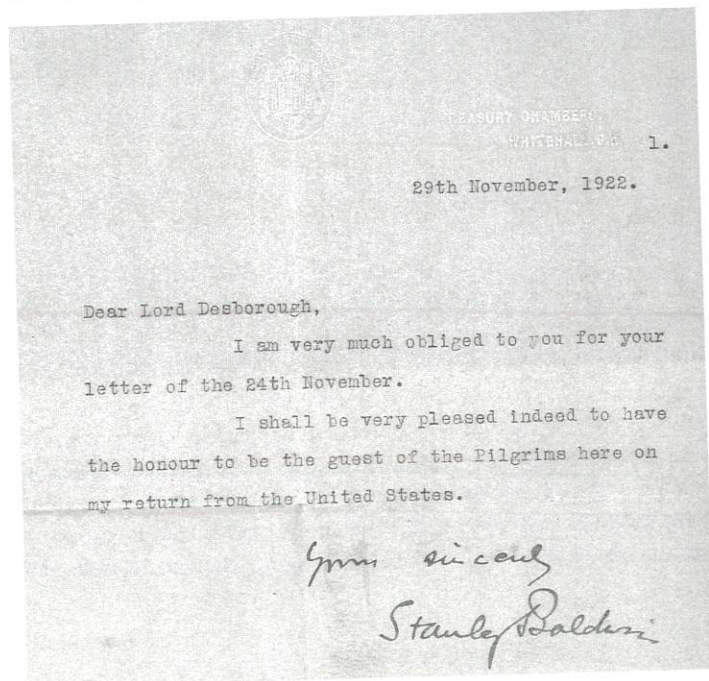 TREASURY CHAMBERS,
WHITEHALL, S.W. 1.
29th November, 1922.
Dear Lord Desborough,
I am very much obliged to you for your
letter of the 24th November.
I shall be very pleased indeed to have
the honour to be the guest of the Pilgrims here on
my return from the United States.
Yours sincerely
Stanley Baldwin